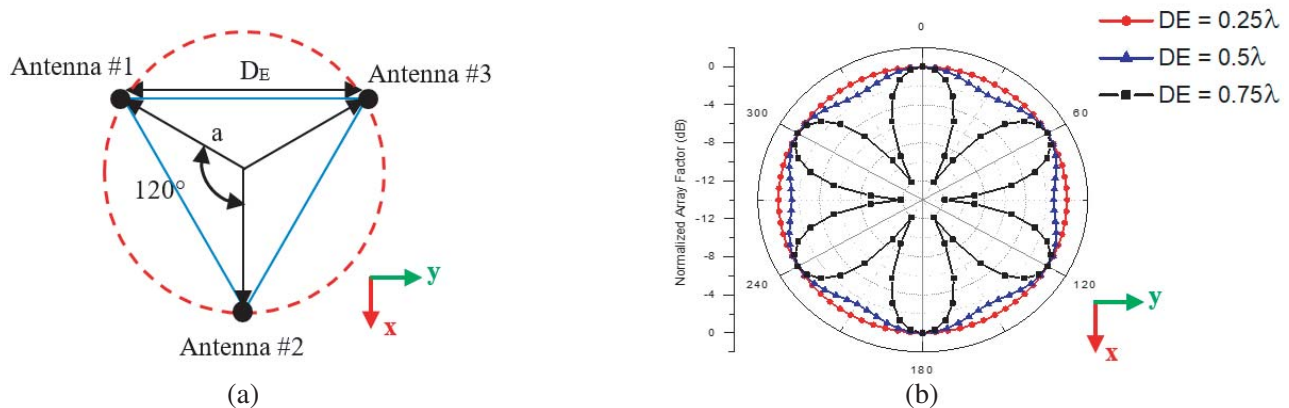 Antenna #1
D_E
Antenna #3
a
120°
y
x
Antenna #2
(a)
DE = 0.25λ
DE = 0.5λ
DE = 0.75λ
Normalized Array Factor (dB)
0
-4
-8
-12
-12
-8
-4
0
0
60
120
180
240
300
y
x
(b)